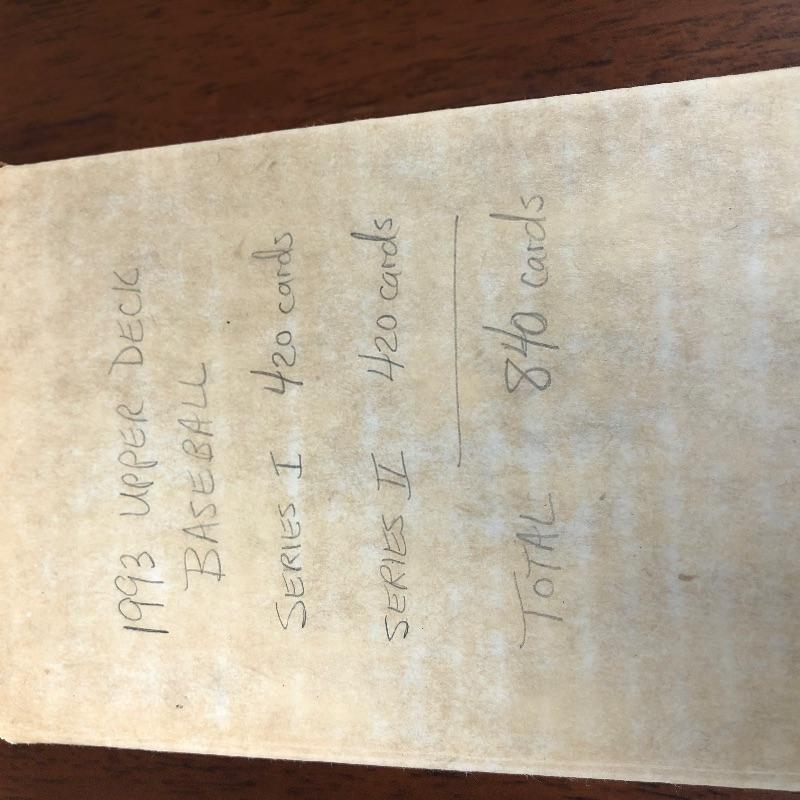 1993 UPPER DECK
BASEBALL
SERIES I 420 cards
SERIES II 420 cards
TOTAL 840 cards